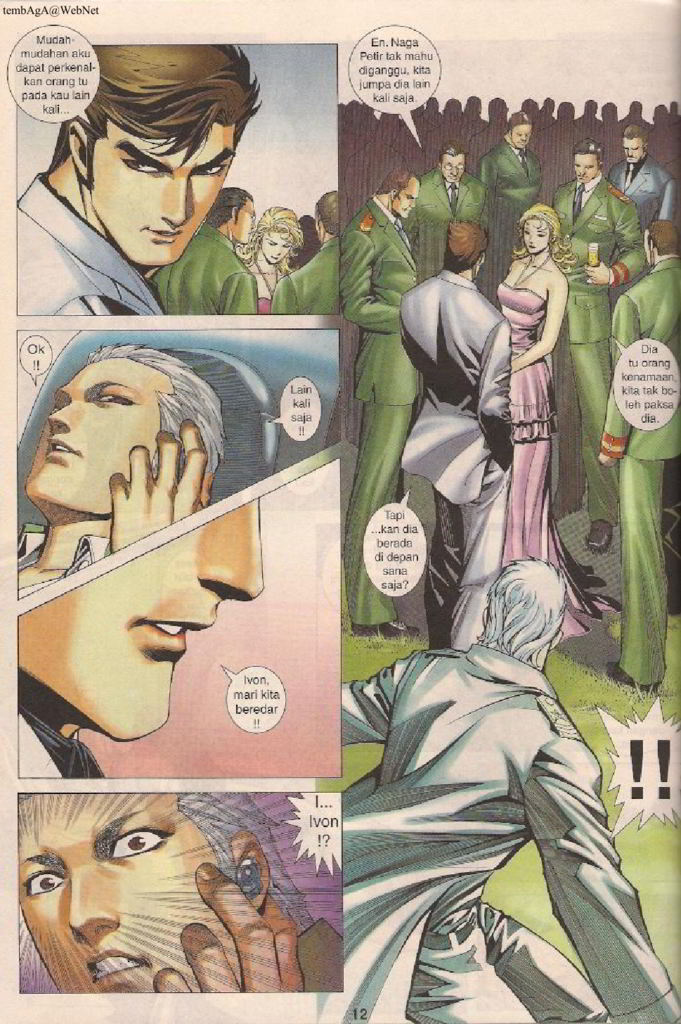 tembAgA@WebNet
Mudah-
mudahan aku
dapat perkenal-
kan orang tu
pada kau lain
kali...
En. Naga
Petir tak mahu
diganggu, kita
jumpa dia lain
kali saja.
Dia
tu orang
kenamaan,
kita tak bo-
leh paksa
dia.
Tapi
...kan dia
berada
di depan
sana
saja?
Ok
!!
Lain
kali
saja
!!
Ivon,
mari kita
beredar
!!
I...
Ivon
!?
!!
12